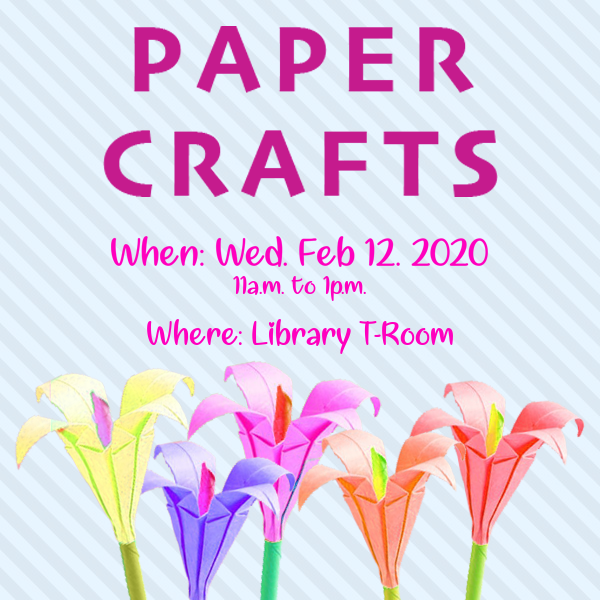 PAPER
CRAFTS
When: Wed. Feb 12. 2020
11a.m. to 1p.m.
Where: Library T-Room